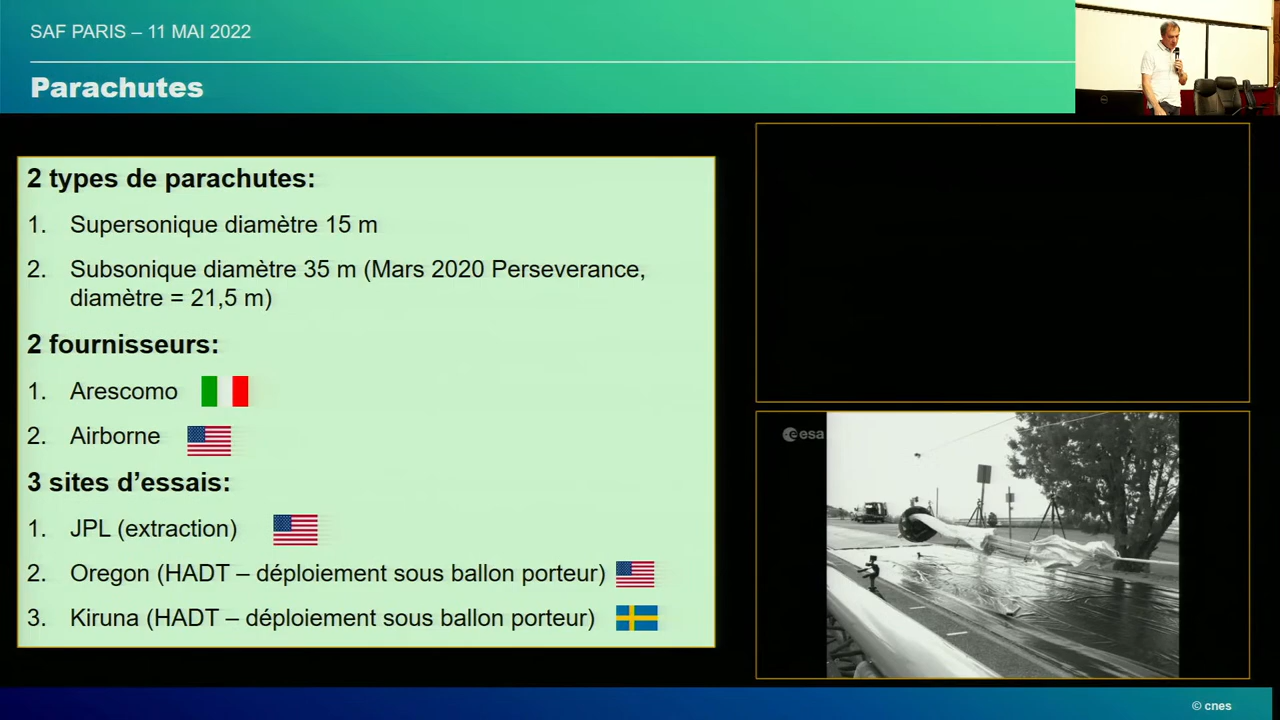 SAF PARIS – 11 MAI 2022
Parachutes
2 types de parachutes:
1. Supersonique diamètre 15 m
2. Subsonique diamètre 35 m (Mars 2020 Perseverance,
diamètre = 21,5 m)
2 fournisseurs:
1. Arescomo
2. Airborne
3 sites d’essais:
1. JPL (extraction)
2. Oregon (HADT – déploiement sous ballon porteur)
3. Kiruna (HADT – déploiement sous ballon porteur)
esa
© cnes